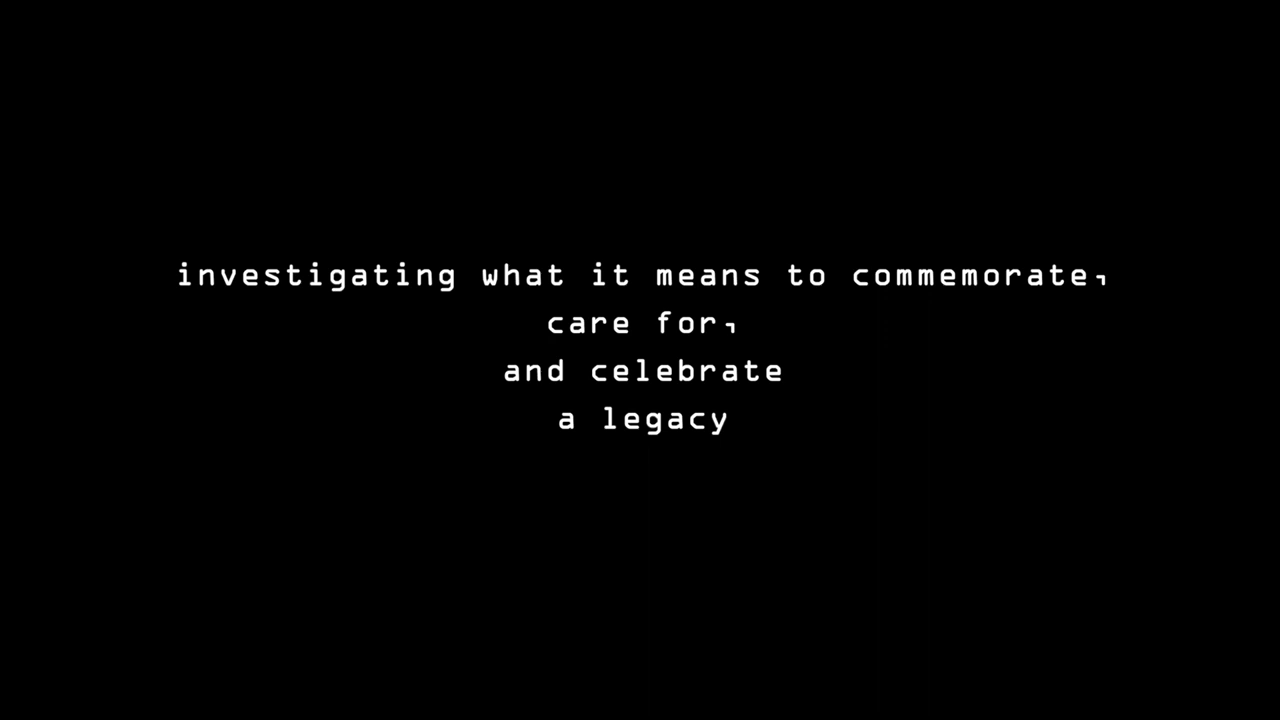 investigating what it means to commemorate,
care for,
and celebrate
a legacy